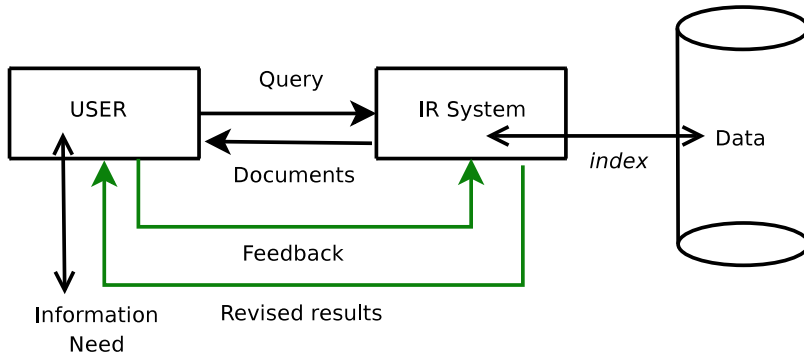 Query
USER
IR System
Data
Documents
index
Feedback
Revised results
Information
Need